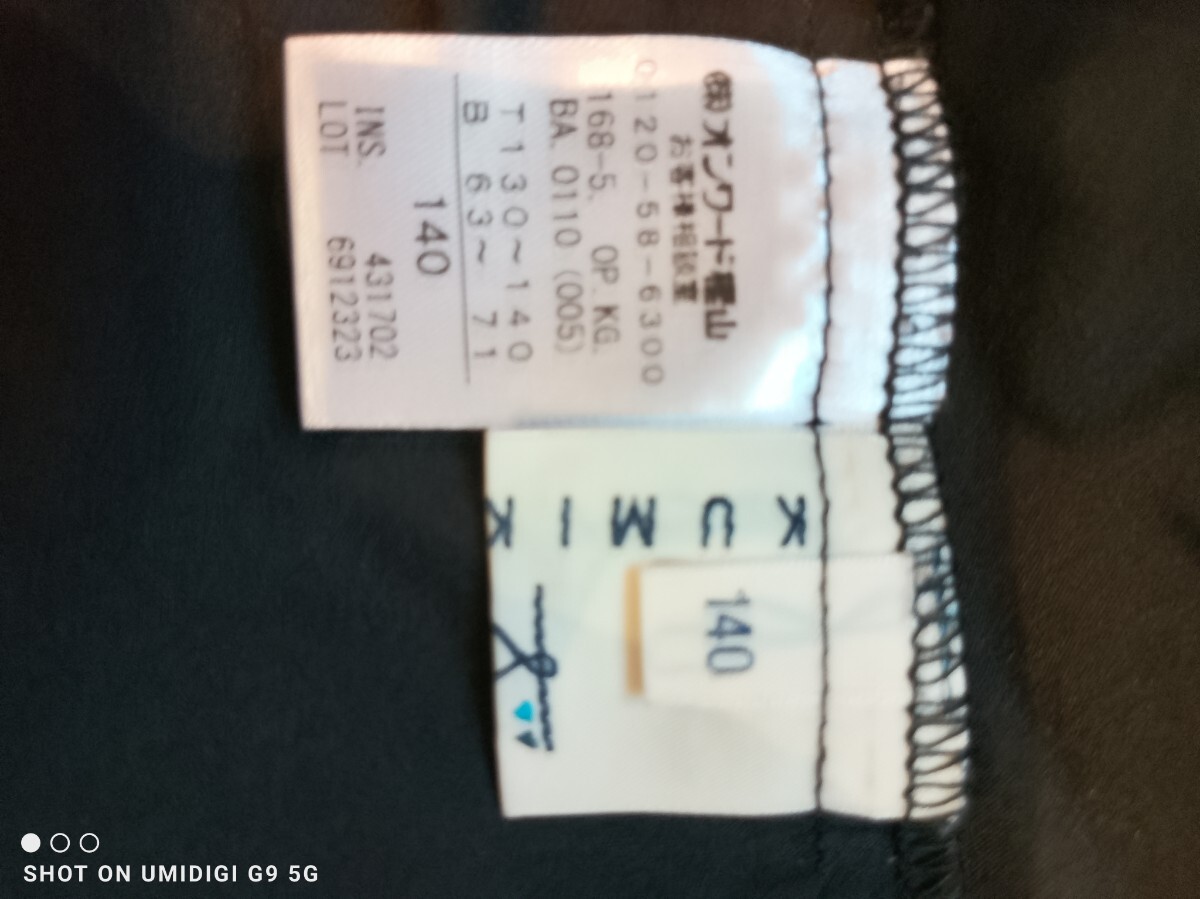 ㈱オンワード樫山
お客様相談室
0120-58-6300
168-5. OP. KG.
BA. 0110 (005)
T 130～140
B 63～ 71
140
INS. 431702
LOT 6912323
KUMIK
140
SHOT ON UMIDIGI G9 5G